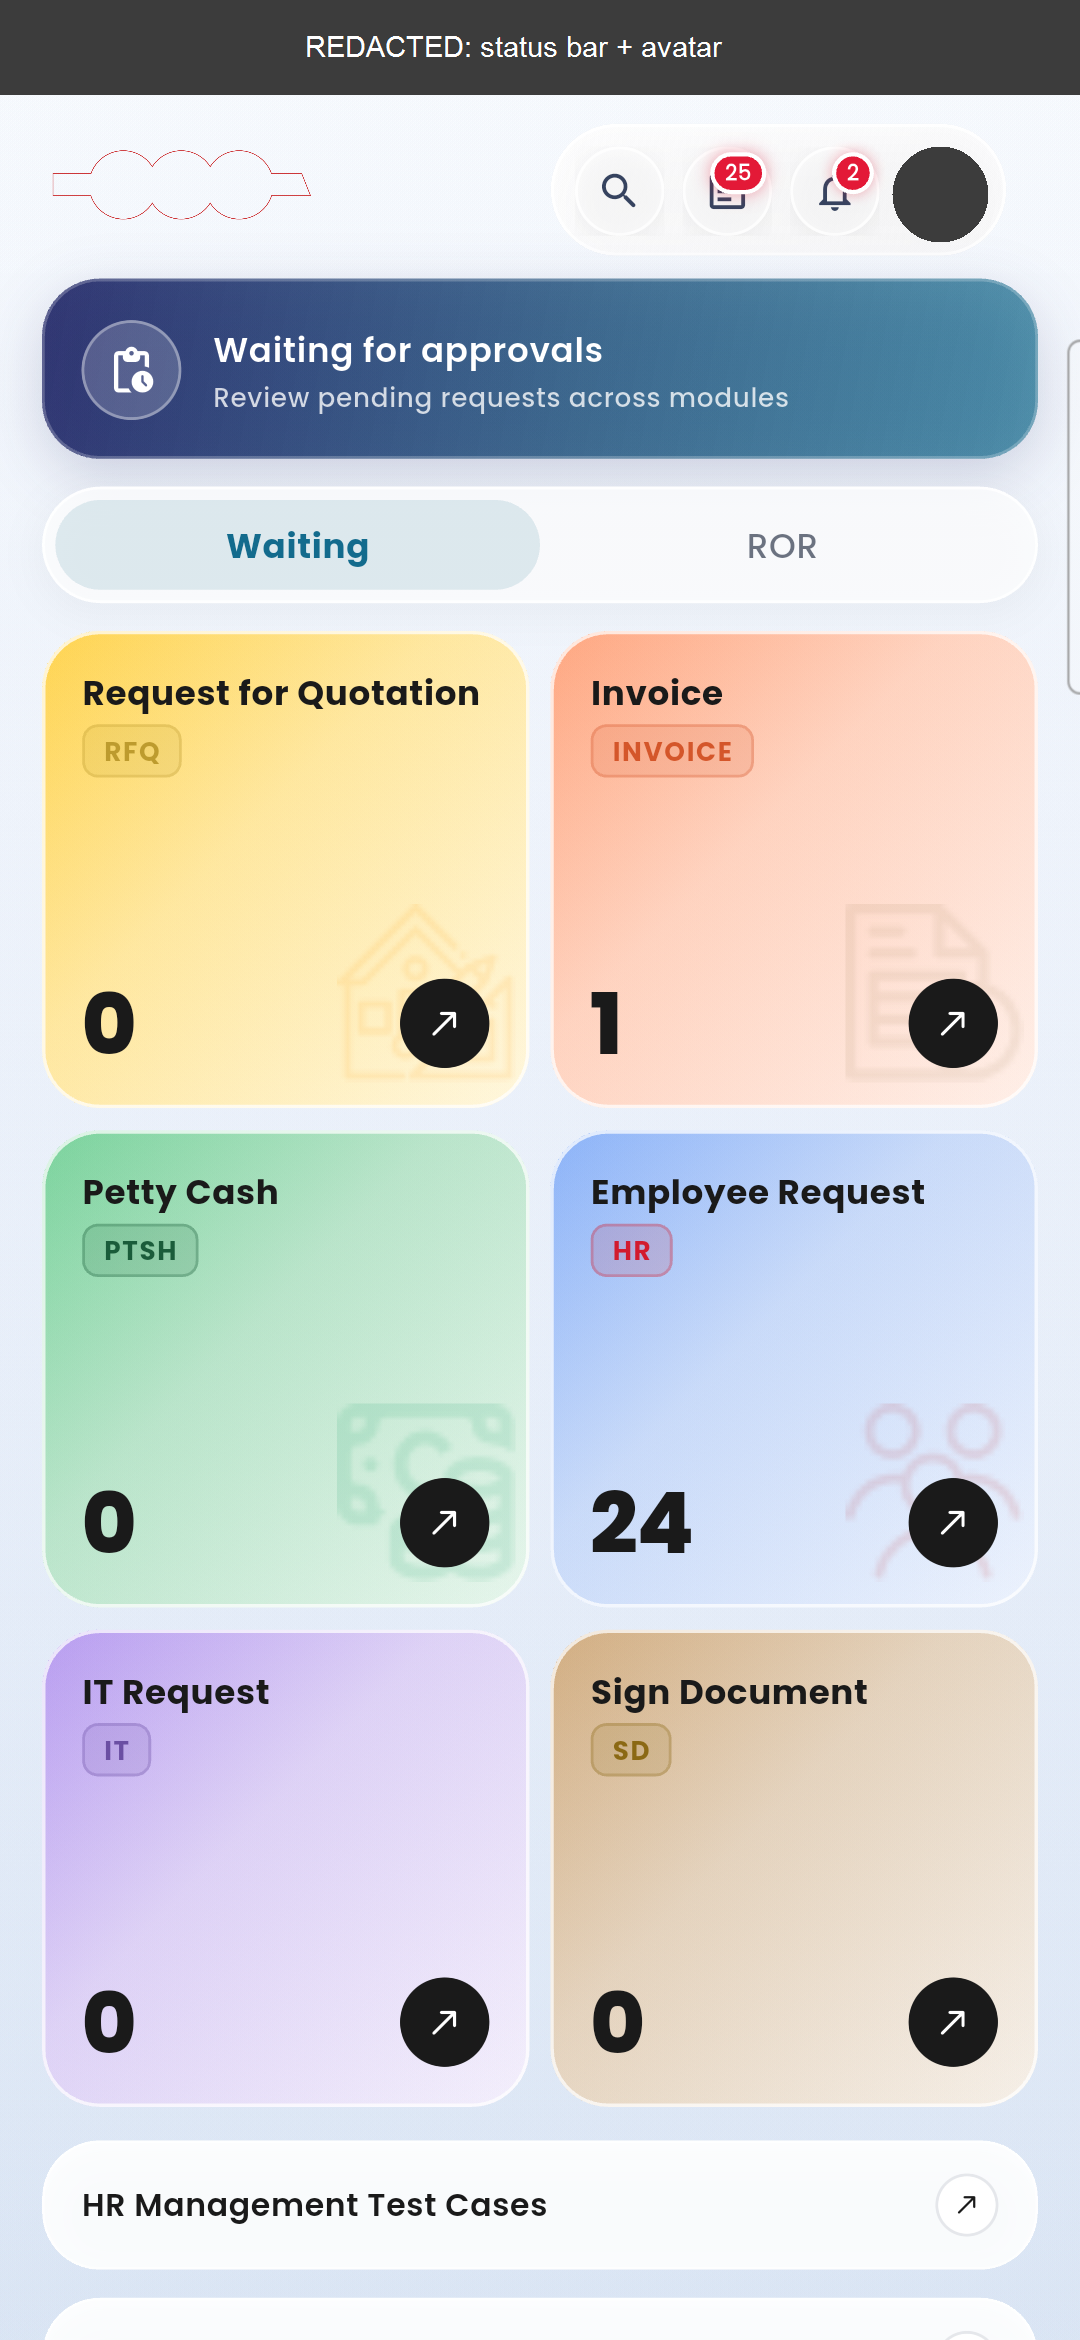 REDACTED: status bar + avatar
25
2
Waiting for approvals
Review pending requests across modules
Waiting
ROR
Request for Quotation
RFQ
0
Invoice
INVOICE
1
Petty Cash
PTSH
0
Employee Request
HR
24
IT Request
IT
0
Sign Document
SD
0
HR Management Test Cases